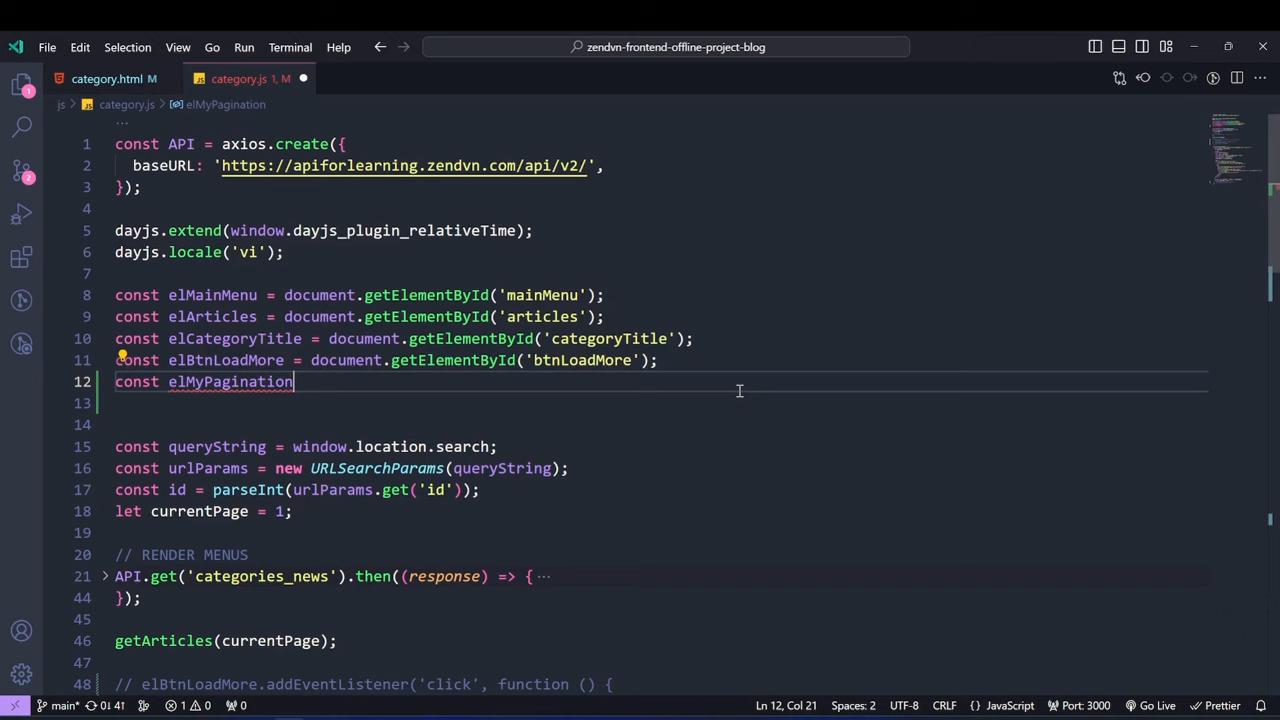 File Edit Selection View Go Run Terminal Help zendvn-frontend-offline-project-blog
category.html M category.js 1, M
js > category.js > elMyPagination
...
1 const API = axios.create({
2 baseURL: 'https://apiforlearning.zendvn.com/api/v2/',
3 });
4
5 dayjs.extend(window.dayjs_plugin_relativeTime);
6 dayjs.locale('vi');
7
8 const elMainMenu = document.getElementById('mainMenu');
9 const elArticles = document.getElementById('articles');
10 const elCategoryTitle = document.getElementById('categoryTitle');
11 const elBtnLoadMore = document.getElementById('btnLoadMore');
12 const elMyPagination
13
14
15 const queryString = window.location.search;
16 const urlParams = new URLSearchParams(queryString);
17 const id = parseInt(urlParams.get('id'));
18 let currentPage = 1;
19
20 // RENDER MENUS
21 API.get('categories_news').then((response) => { ...
44 });
45
46 getArticles(currentPage);
47
48 // elBtnLoadMore.addEventListener('click', function () {
main* 0↓ 4↑ 1 0 0 Ln 12, Col 21 Spaces: 2 UTF-8 CRLF {} JavaScript Port: 3000 Go Live Prettier